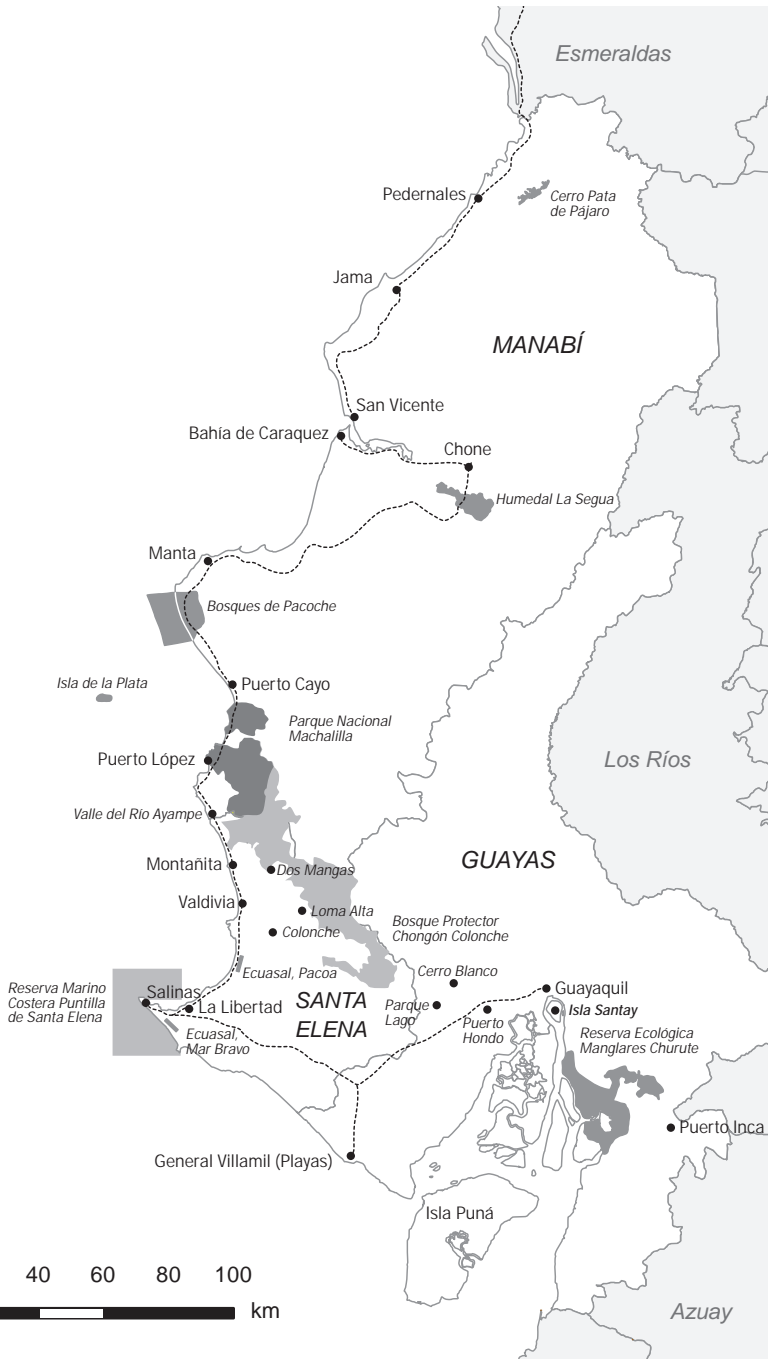 Esmeraldas
Pedernales
Cerro Pata
de Pájaro
Jama
MANABÍ
San Vicente
Bahía de Caraquez
Chone
Humedal La Segua
Manta
Bosques de Pacoche
Isla de la Plata
Puerto Cayo
Parque Nacional
Machalilla
Puerto López
Los Ríos
Valle del Río Ayampe
Montañita
GUAYAS
Dos Mangas
Valdivia
Loma Alta
Colonche
Bosque Protector
Chongón Colonche
Ecuasal, Pacoa
Cerro Blanco
Reserva Marino
Costera Puntilla
de Santa Elena
Salinas
La Libertad
SANTA
ELENA
Parque
Lago
Guayaquil
Isla Santay
Puerto
Hondo
Ecuasal,
Mar Bravo
Reserva Ecológica
Manglares Churute
Puerto Inca
General Villamil (Playas)
Isla Puná
40 60 80 100
km
Azuay